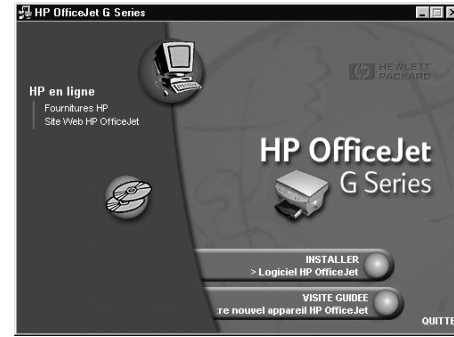 HP OfficeJet G Series
HEWLETT
PACKARD
HP en ligne
Fournitures HP
Site Web HP OfficeJet
HP OfficeJet
G Series
INSTALLER
> Logiciel HP OfficeJet
VISITE GUIDEE
:re nouvel appareil HP OfficeJet
QUITTE